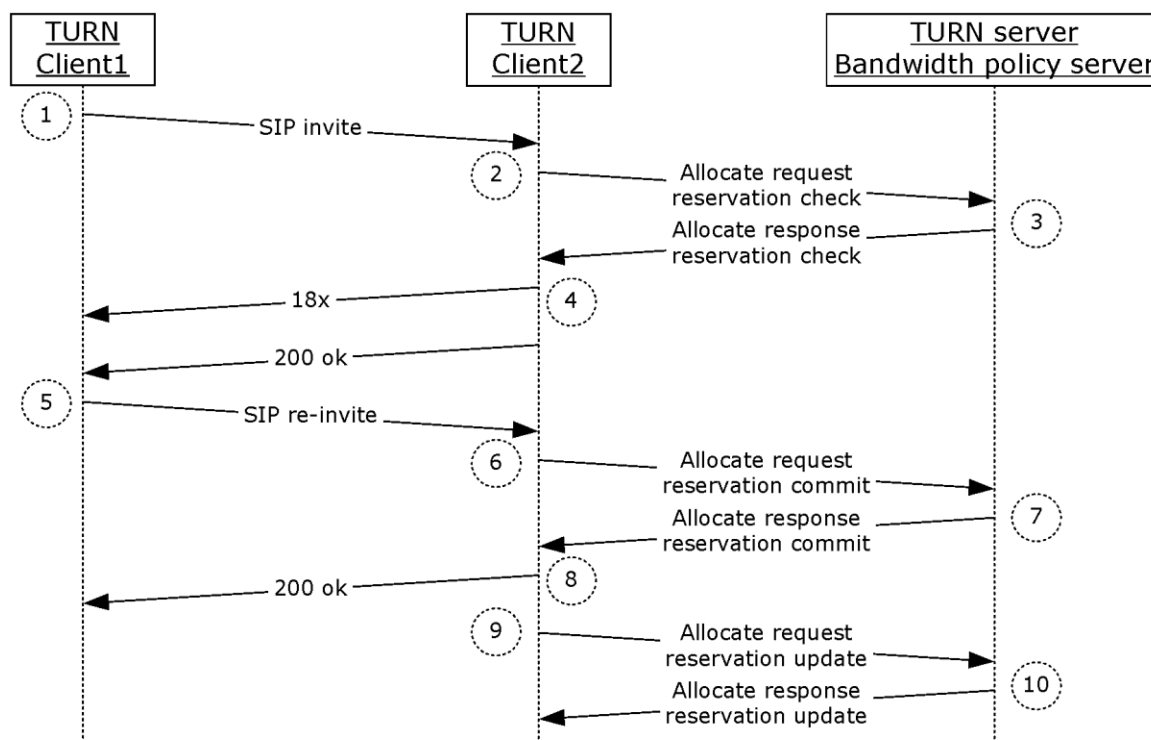 TURN
Client1
TURN
Client2
TURN server
Bandwidth policy server
1
SIP invite
2
Allocate request
reservation check
3
Allocate response
reservation check
18x
4
200 ok
5
SIP re-invite
6
Allocate request
reservation commit
7
Allocate response
reservation commit
200 ok
8
9
Allocate request
reservation update
10
Allocate response
reservation update